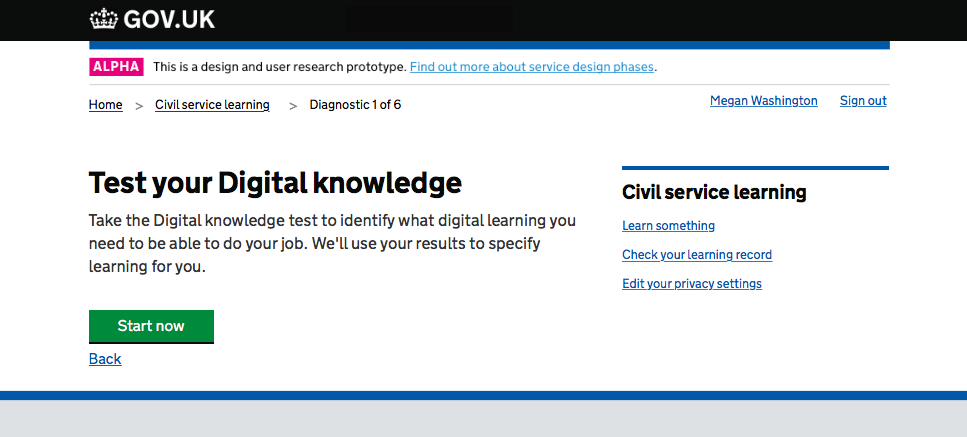 GOV.UK
ALPHA This is a design and user research prototype. Find out more about service design phases.
Home > Civil service learning > Diagnostic 1 of 6
Megan Washington Sign out
Test your Digital knowledge
Take the Digital knowledge test to identify what digital learning you
need to be able to do your job. We'll use your results to specify
learning for you.
Start now
Back
Civil service learning
Learn something
Check your learning record
Edit your privacy settings